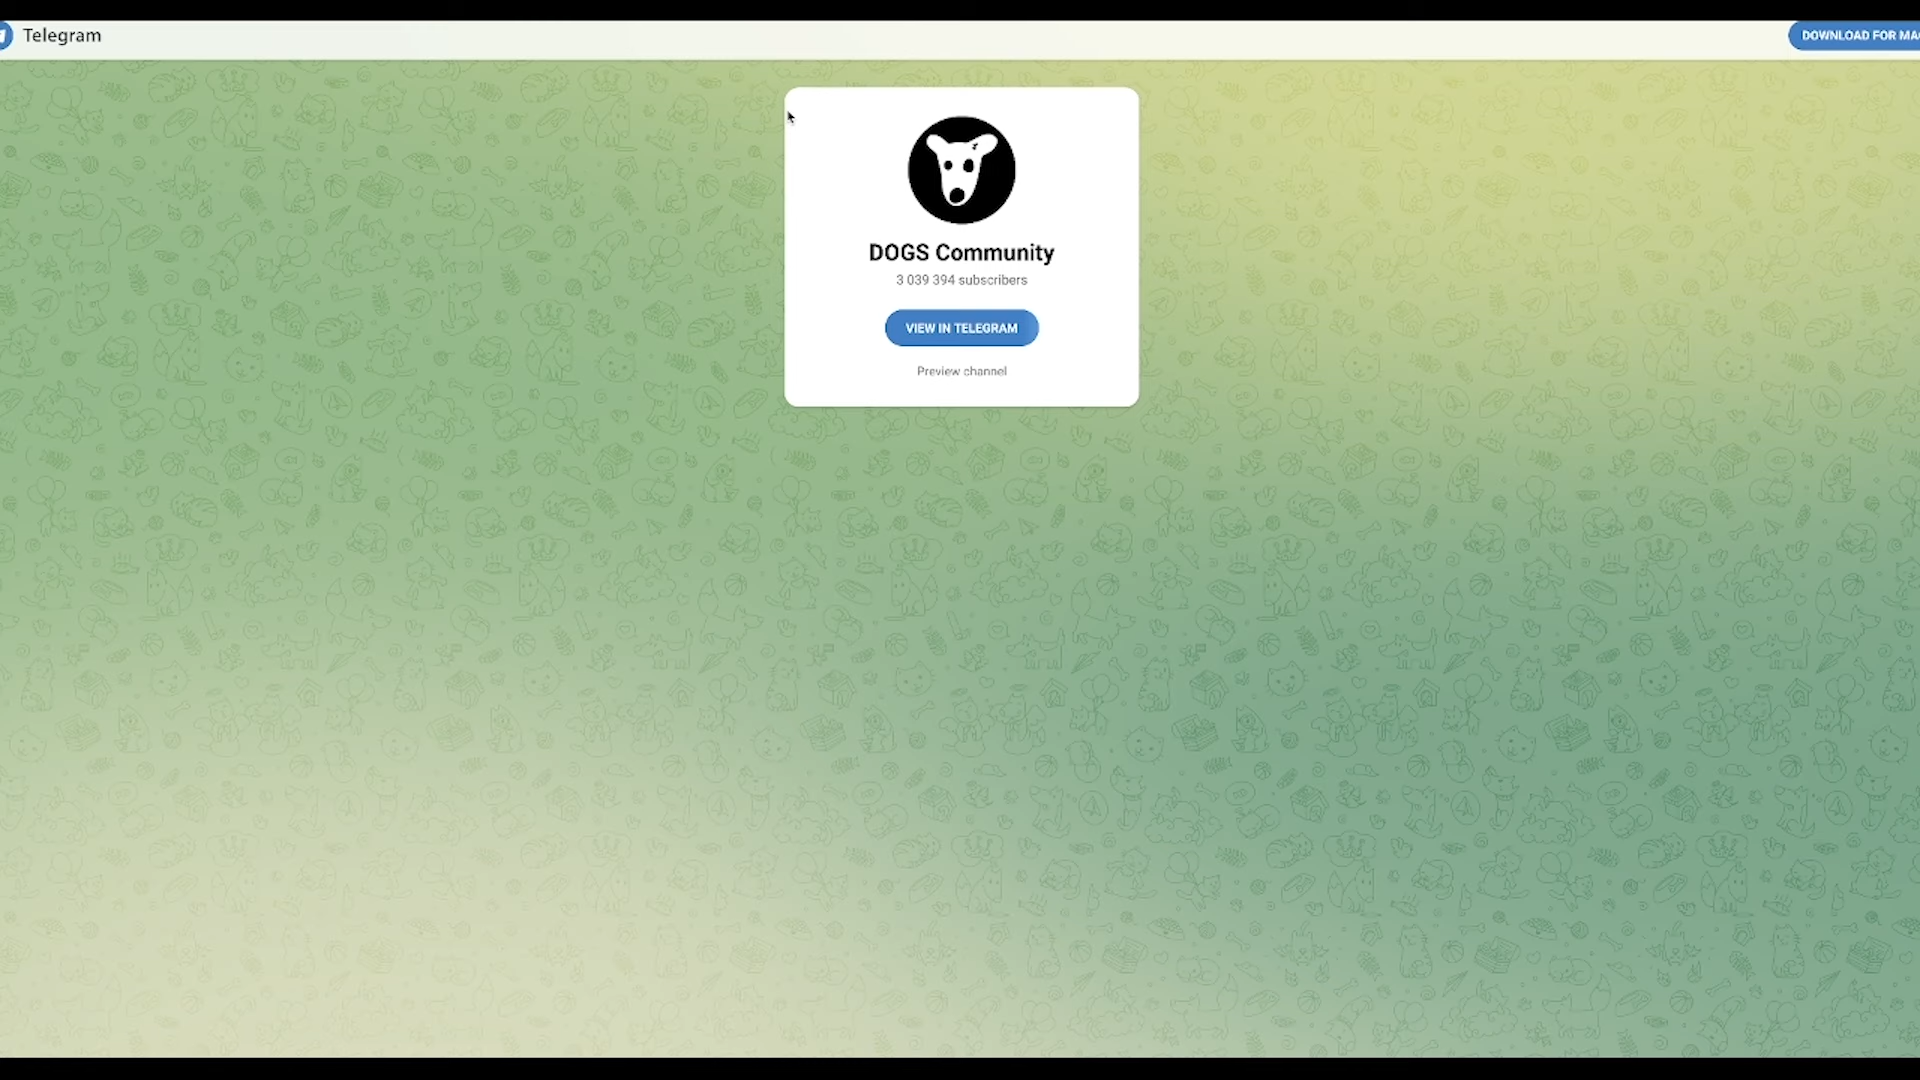 Telegram
DOWNLOAD FOR MA
DOGS Community
3 039 394 subscribers
VIEW IN TELEGRAM
Preview channel